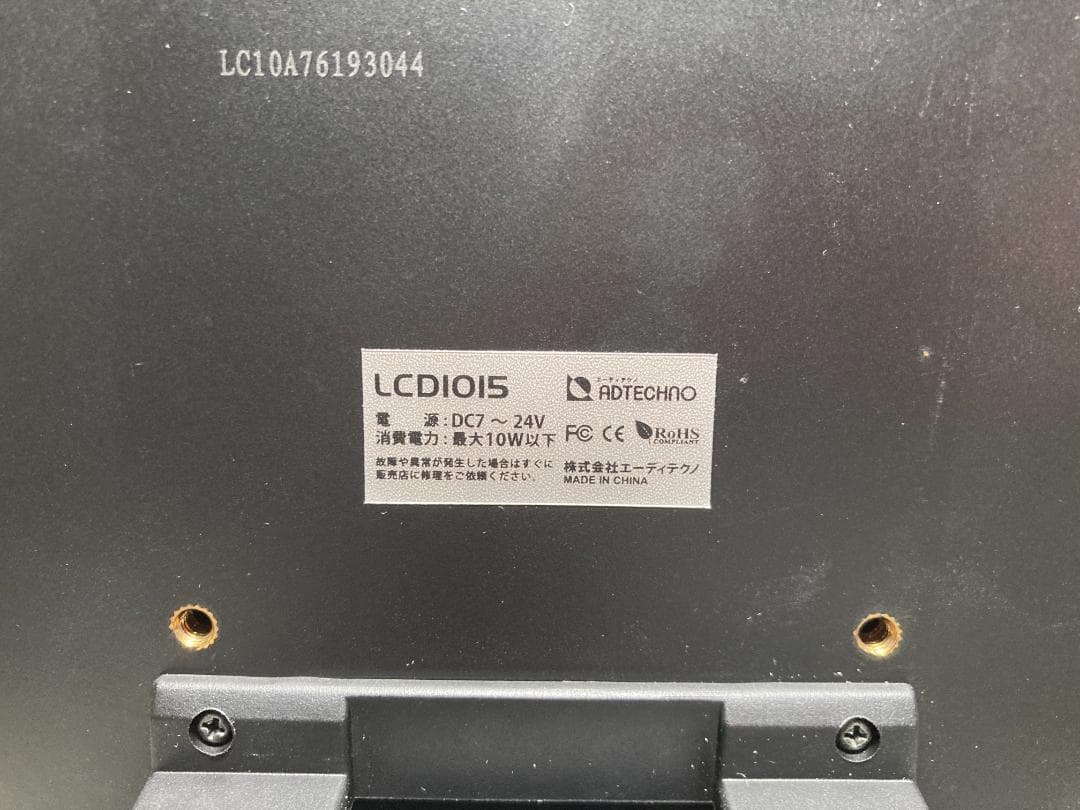 LC10A76193044
LCD1015
エーディテクノ
ADTECHNO
電 源:DC7 ~ 24V
消費電力:最大10W以下
FC CE RoHS
COMPLIANT
故障や異常が発生した場合はすぐに
販売店に修理をご依頼ください。
株式会社エーディテクノ
MADE IN CHINA